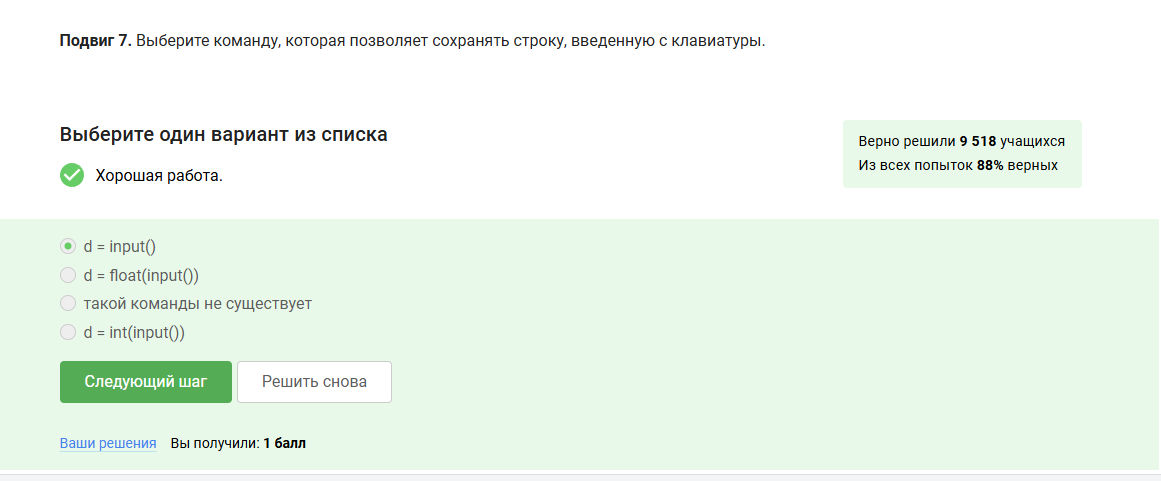 Подвиг 7. Выберите команду, которая позволяет сохранять строку, введенную с клавиатуры.
Выберите один вариант из списка
Хорошая работа.
Верно решили 9 518 учащихся
Из всех попыток 88% верных
d = input()
d = float(input())
такой команды не существует
d = int(input())
Следующий шаг
Решить снова
Ваши решения
Вы получили: 1 балл